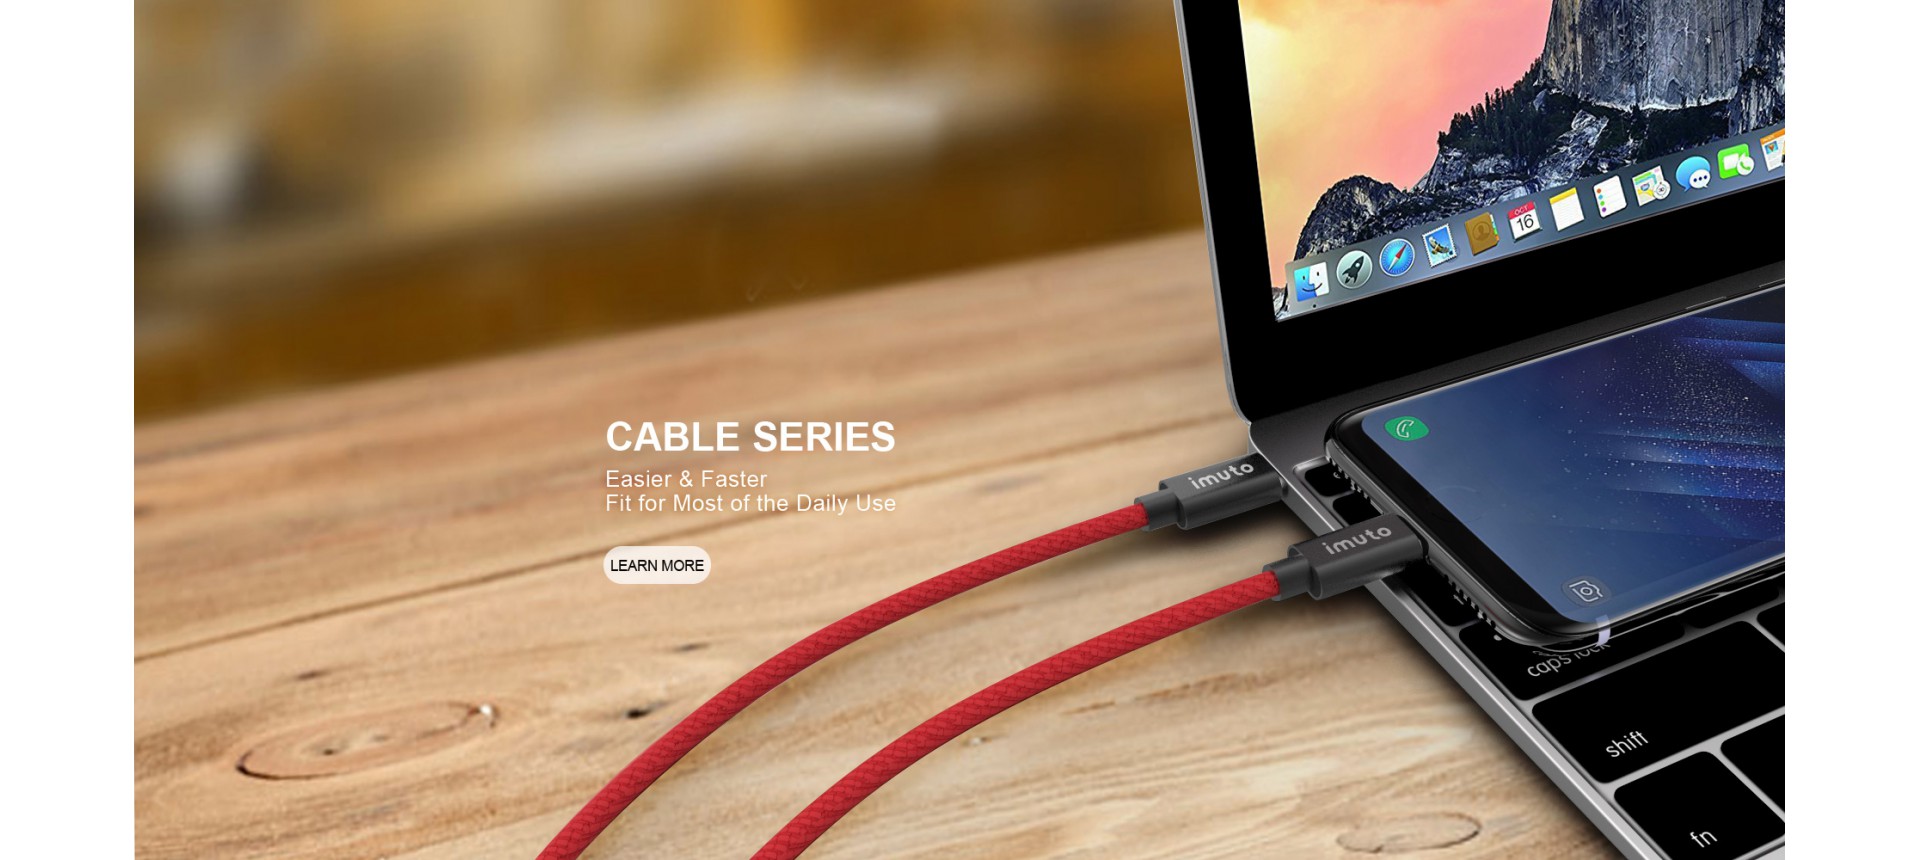 CABLE SERIES
Easier & Faster
Fit for Most of the Daily Use
LEARN MORE
imuto
imuto
OCT
16
caps lock
shift
fn